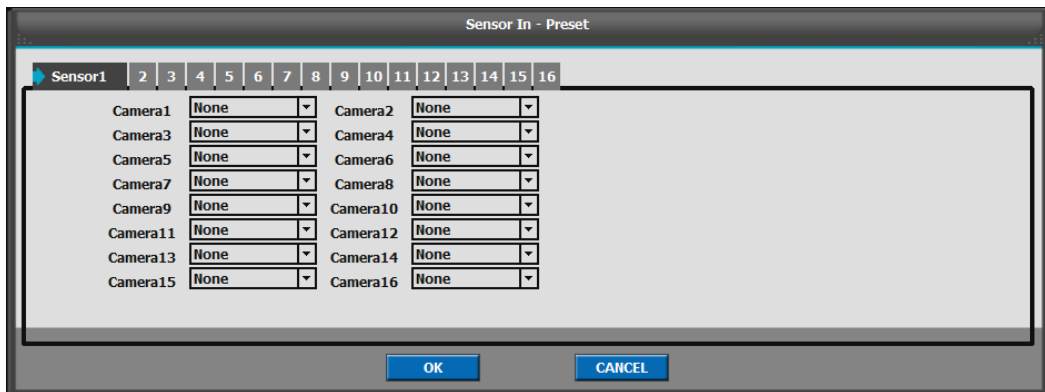 Sensor In - Preset
Sensor1 2 3 4 5 6 7 8 9 10 11 12 13 14 15 16
Camera1 None Camera2 None
Camera3 None Camera4 None
Camera5 None Camera6 None
Camera7 None Camera8 None
Camera9 None Camera10 None
Camera11 None Camera12 None
Camera13 None Camera14 None
Camera15 None Camera16 None
OK CANCEL